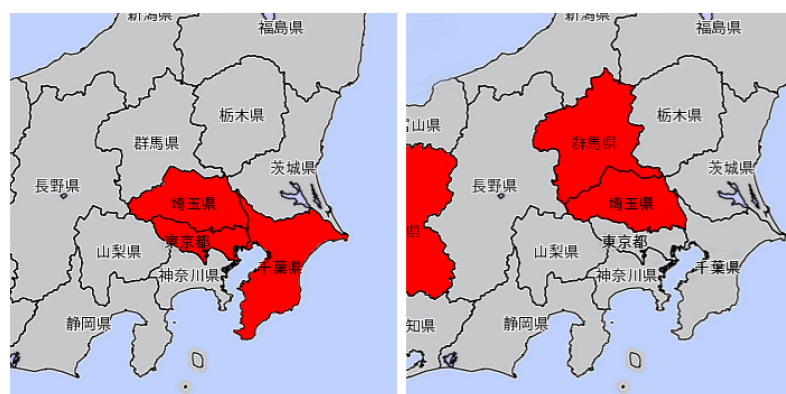 新潟県
福島県
栃木県
群馬県
茨城県
長野県
埼玉県
東京都
山梨県
千葉県
神奈川県
静岡県
新潟県
福島県
栃木県
富山県
群馬県
茨城県
長野県
埼玉県
県
東京都
山梨県
千葉県
神奈川県
知県
静岡県